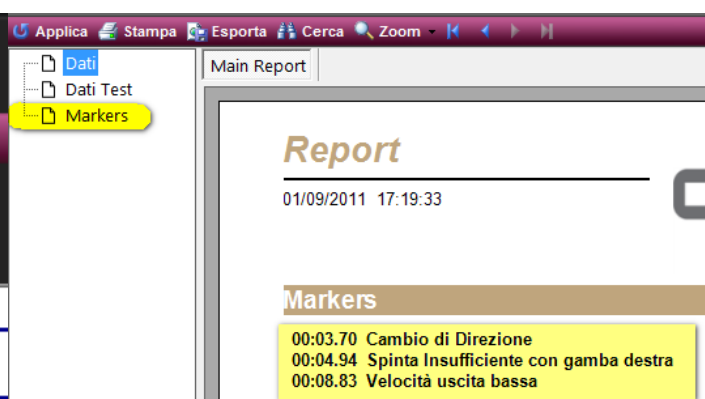 Applica Stampa Esporta Cerca Zoom
Dati
Dati Test
Markers
Main Report
Report
01/09/2011 17:19:33
Markers
00:03.70 Cambio di Direzione
00:04.94 Spinta Insufficiente con gamba destra
00:08.83 Velocità uscita bassa